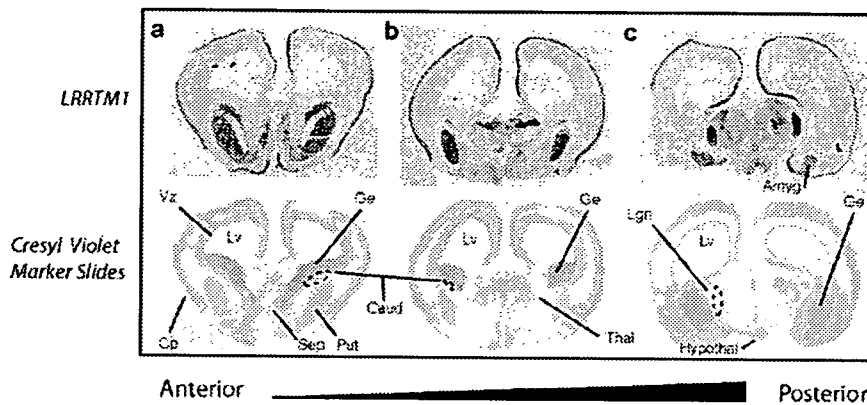 a b c
LRRTM1
Amyg
Vz Ge Ge Lgn Ge
Lv Lv Lv
Cresyl Violet
Marker Slides
Caud
Cp Sep Put Thal Hypothal
Anterior Posterior